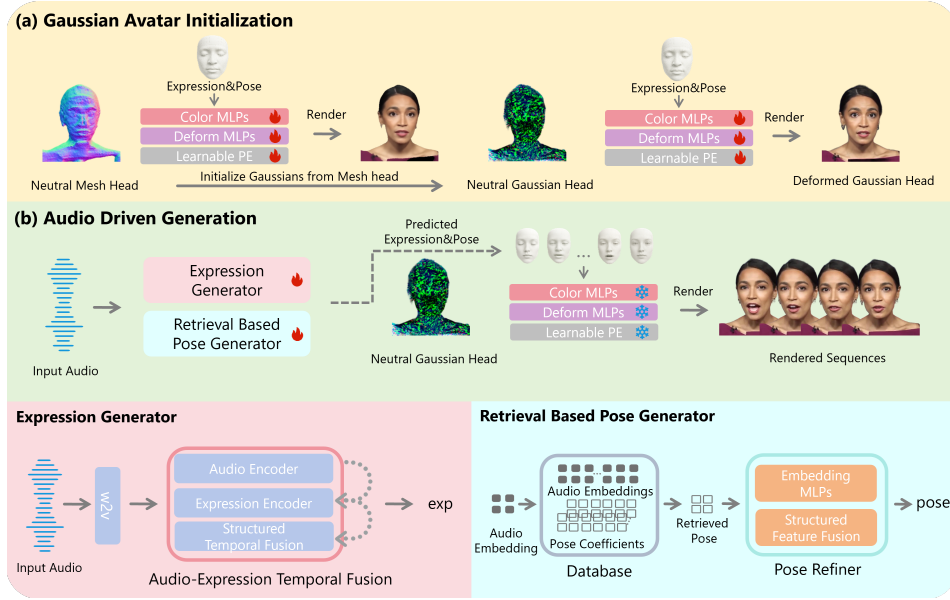 (a) Gaussian Avatar Initialization
Expression&Pose
Color MLPs
Deform MLPs
Learnable PE
Render
Neutral Mesh Head
Initialize Gaussians from Mesh head
Neutral Gaussian Head
Expression&Pose
Color MLPs
Deform MLPs
Learnable PE
Render
Deformed Gaussian Head
(b) Audio Driven Generation
Input Audio
Expression
Generator
Retrieval Based
Pose Generator
Predicted
Expression&Pose
Neutral Gaussian Head
...
Color MLPs
Deform MLPs
Learnable PE
Render
Rendered Sequences
Expression Generator
Input Audio
w2v
Audio Encoder
Expression Encoder
Structured
Temporal Fusion
exp
Audio-Expression Temporal Fusion
Retrieval Based Pose Generator
Audio
Embedding
...
Audio Embeddings
Pose Coefficients
Database
Retrieved
Pose
Embedding
MLPs
Structured
Feature Fusion
Pose Refiner
pose